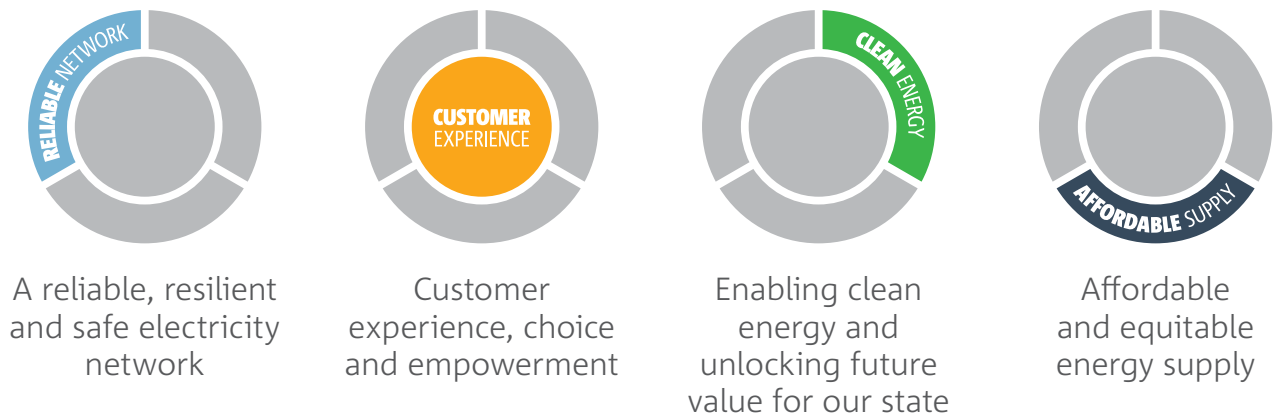 RELIABLE NETWORK
CUSTOMER
EXPERIENCE
CLEAN ENERGY
AFFORDABLE SUPPLY
A reliable, resilient
and safe electricity
network
Customer
experience, choice
and empowerment
Enabling clean
energy and
unlocking future
value for our state
Affordable
and equitable
energy supply